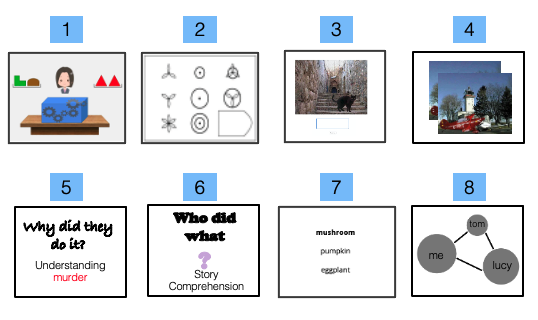 1
2
3
4
5
6
7
8
Why did they
do it?
Understanding
murder
Who did
what
?
Story
Comprehension
mushroom
pumpkin
eggplant
tom
me
lucy